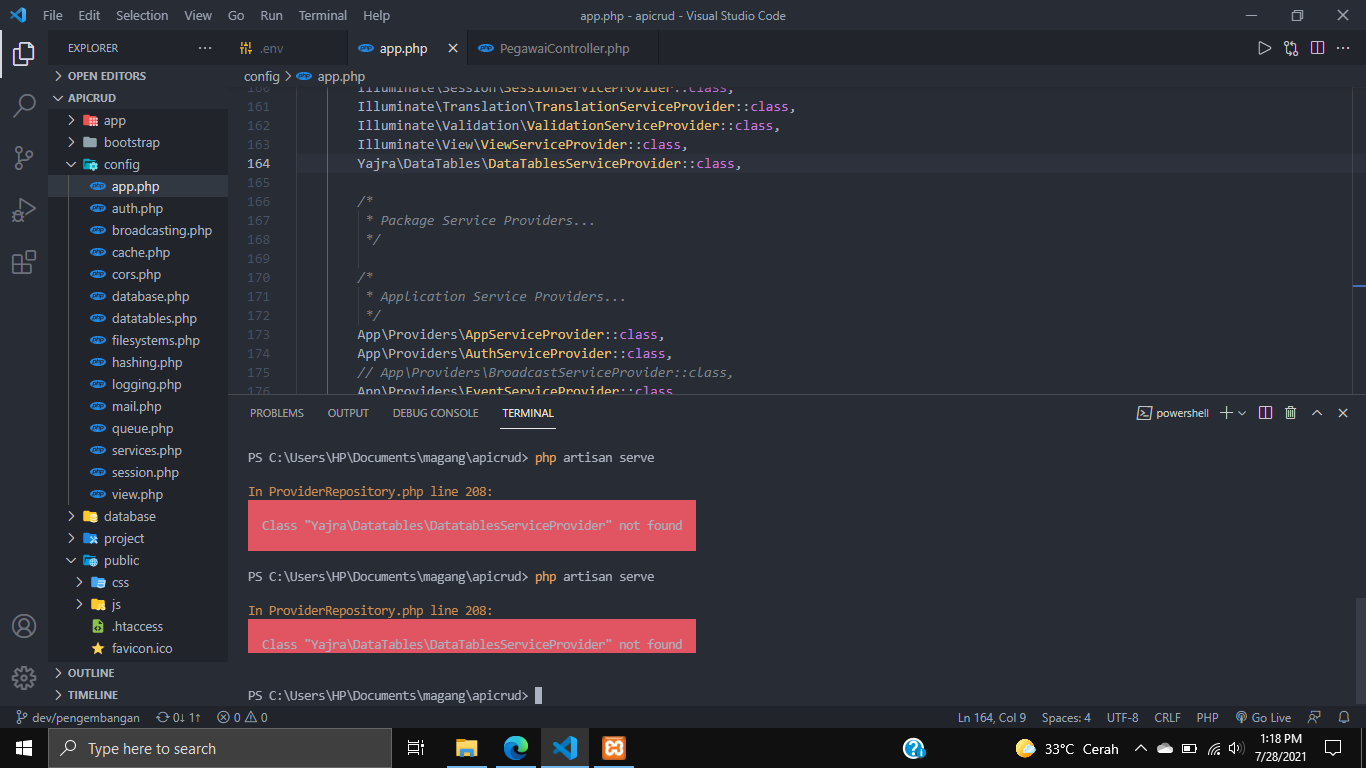 File Edit Selection View Go Run Terminal Help
app.php - apicrud - Visual Studio Code
EXPLORER
.env
app.php
PegawaiController.php
OPEN EDITORS
APICRUD
app
bootstrap
config
app.php
auth.php
broadcasting.php
cache.php
cors.php
database.php
datatables.php
filesystems.php
hashing.php
logging.php
mail.php
queue.php
services.php
session.php
view.php
database
project
public
css
js
.htaccess
favicon.ico
OUTLINE
TIMELINE
config > app.php
160 Illuminate\Session\SessionServiceProvider::class,
161 Illuminate\Translation\TranslationServiceProvider::class,
162 Illuminate\Validation\ValidationServiceProvider::class,
163 Illuminate\View\ViewServiceProvider::class,
164 Yajra\DataTables\DataTablesServiceProvider::class,
165
166 /*
167 * Package Service Providers...
168 */
169
170 /*
171 * Application Service Providers...
172 */
173 App\Providers\AppServiceProvider::class,
174 App\Providers\AuthServiceProvider::class,
175 // App\Providers\BroadcastServiceProvider::class,
176 App\Providers\EventServiceProvider::class
PROBLEMS OUTPUT DEBUG CONSOLE TERMINAL
powershell
PS C:\Users\HP\Documents\magang\apicrud> php artisan serve
In ProviderRepository.php line 208:
Class "Yajra\Datatables\DatatablesServiceProvider" not found
PS C:\Users\HP\Documents\magang\apicrud> php artisan serve
In ProviderRepository.php line 208:
Class "Yajra\DataTables\DataTablesServiceProvider" not found
PS C:\Users\HP\Documents\magang\apicrud>
dev/pengembangan 0↓ 1↑ 0 0
Ln 164, Col 9 Spaces: 4 UTF-8 CRLF PHP Go Live
Type here to search
33°C Cerah
1:18 PM
7/28/2021